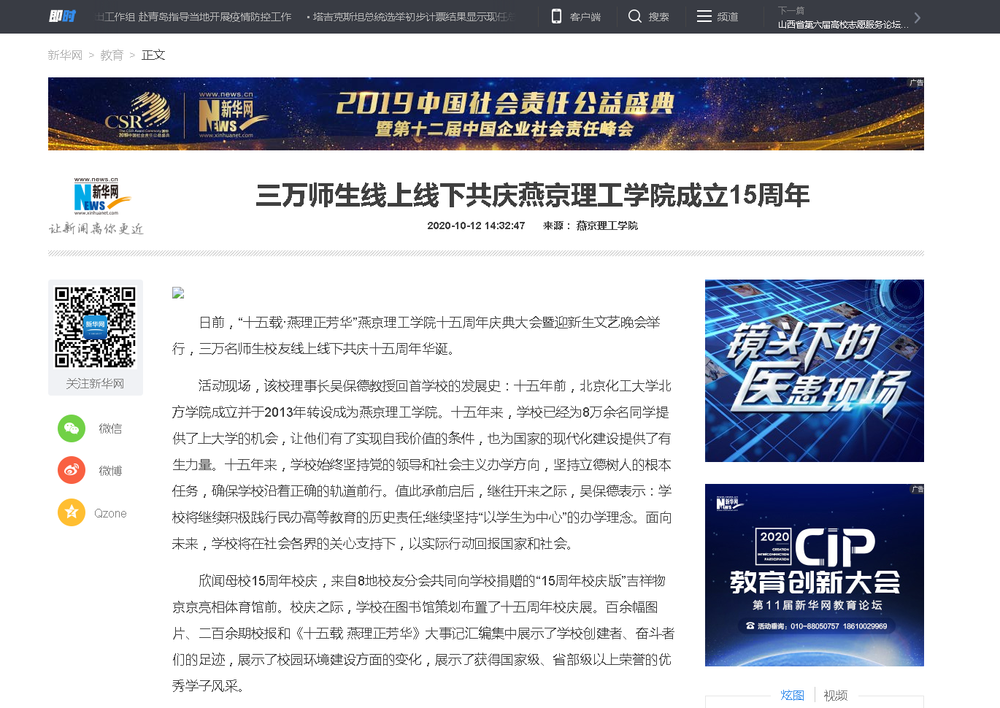 即时
出工作组 赴青岛指导当地开展疫情防控工作
·塔吉克斯坦总统选举初步计票结果显示现任总
客户端
搜索
频道
下一篇
山西省第六届高校志愿服务论坛...
新华网 > 教育 > 正文
广告
CSR
The CSR Award Ceremony 2019
2019中国社会责任公益盛典
www.news.cn
新华网
NEWS
www.xinhuanet.com
2019中国社会责任公益盛典
暨第十二届中国企业社会责任峰会
www.news.cn
新华网
NEWS
www.xinhuanet.com
让新闻离你更近
三万师生线上线下共庆燕京理工学院成立15周年
2020-10-12 14:32:47 来源： 燕京理工学院
新华网
关注新华网
微信
微博
Qzone
日前，“十五载·燕理正芳华”燕京理工学院十五周年庆典大会暨迎新生文艺晚会举
行，三万名师生校友线上线下共庆十五周年华诞。
活动现场，该校理事长吴保德教授回首学校的发展史：十五年前，北京化工大学北
方学院成立并于2013年转设成为燕京理工学院。十五年来，学校已经为8万余名同学提
供了上大学的机会，让他们有了实现自我价值的条件，也为国家的现代化建设提供了有
生力量。十五年来，学校始终坚持党的领导和社会主义办学方向，坚持立德树人的根本
任务，确保学校沿着正确的轨道前行。值此承前启后，继往开来之际，吴保德表示：学
校将继续积极践行民办高等教育的历史责任;继续坚持“以学生为中心”的办学理念。面向
未来，学校将在社会各界的关心支持下，以实际行动回报国家和社会。
欣闻母校15周年校庆，来自8地校友分会共同向学校捐赠的“15周年校庆版”吉祥物
京京亮相体育馆前。校庆之际，学校在图书馆策划布置了十五周年校庆展。百余幅图
片、二百余期校报和《十五载 燕理正芳华》大事记汇编集中展示了学校创建者、奋斗者
们的足迹，展示了校园环境建设方面的变化，展示了获得国家级、省部级以上荣誉的优
秀学子风采。
镜头下的
医患现场
广告
新华网
NEWS
2020
CREATION
INTERCONNECTION
PARTICIPATION
CIP
教育创新大会
第11届新华网教育论坛
活动垂询：010-88050757 18610029969
炫图
视频